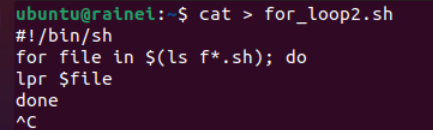 ubuntu@rainei:~$ cat > for_loop2.sh
#!/bin/sh
for file in $(ls f*.sh); do
lpr $file
done
^C